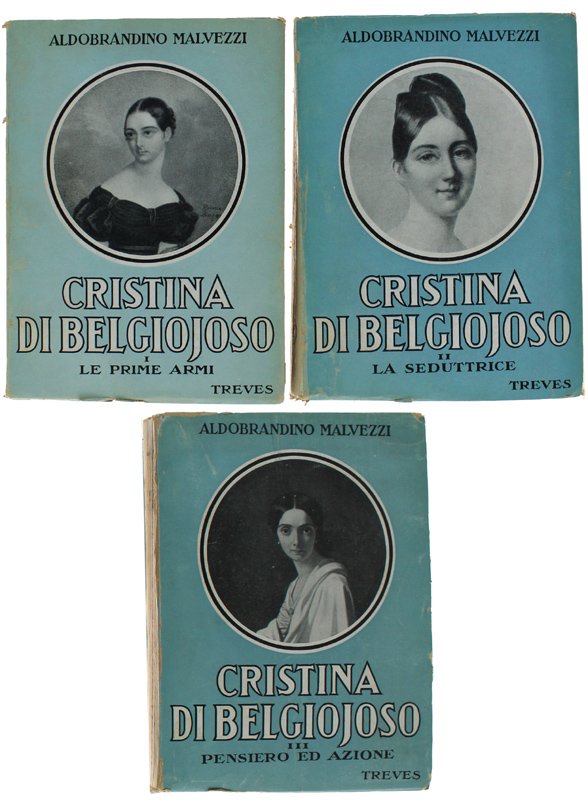 ALDOBRANDINO MALVEZZI
CRISTINA
DI BELGIOJOSO
I
LE PRIME ARMI
TREVES
ALDOBRANDINO MALVEZZI
CRISTINA
DI BELGIOJOSO
II
LA SEDUTTRICE
TREVES
ALDOBRANDINO MALVEZZI
CRISTINA
DI BELGIOJOSO
III
PENSIERO ED AZIONE
TREVES